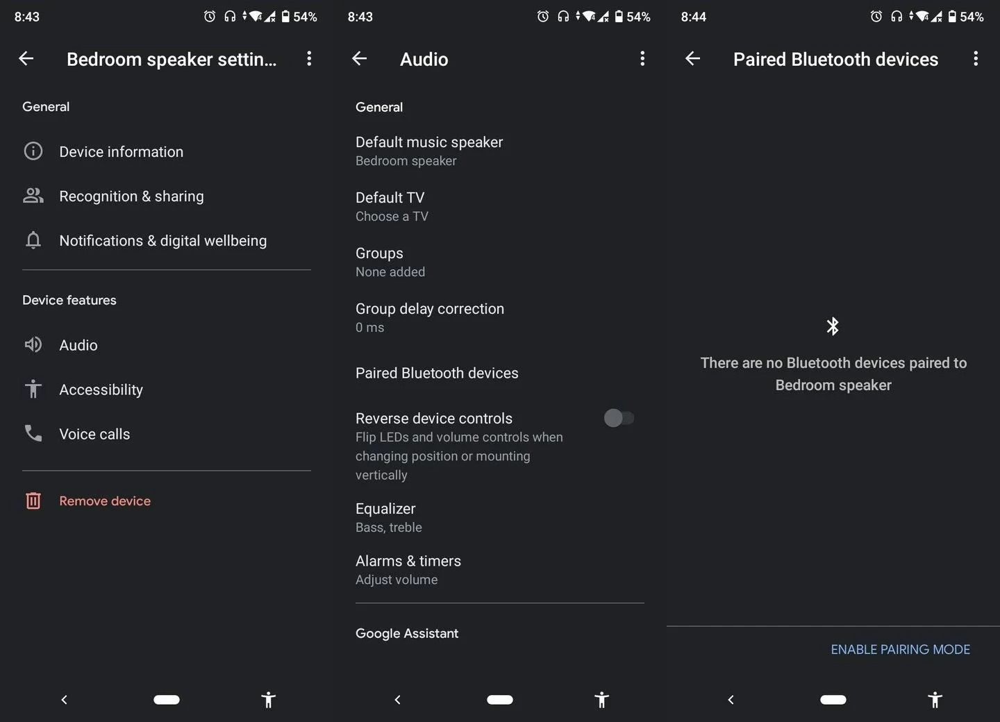 8:43
54%
Bedroom speaker settin...
General
Device information
Recognition & sharing
Notifications & digital wellbeing
Device features
Audio
Accessibility
Voice calls
Remove device
8:43
54%
Audio
General
Default music speaker
Bedroom speaker
Default TV
Choose a TV
Groups
None added
Group delay correction
0 ms
Paired Bluetooth devices
Reverse device controls
Flip LEDs and volume controls when
changing position or mounting
vertically
Equalizer
Bass, treble
Alarms & timers
Adjust volume
Google Assistant
8:44
54%
Paired Bluetooth devices
There are no Bluetooth devices paired to
Bedroom speaker
ENABLE PAIRING MODE